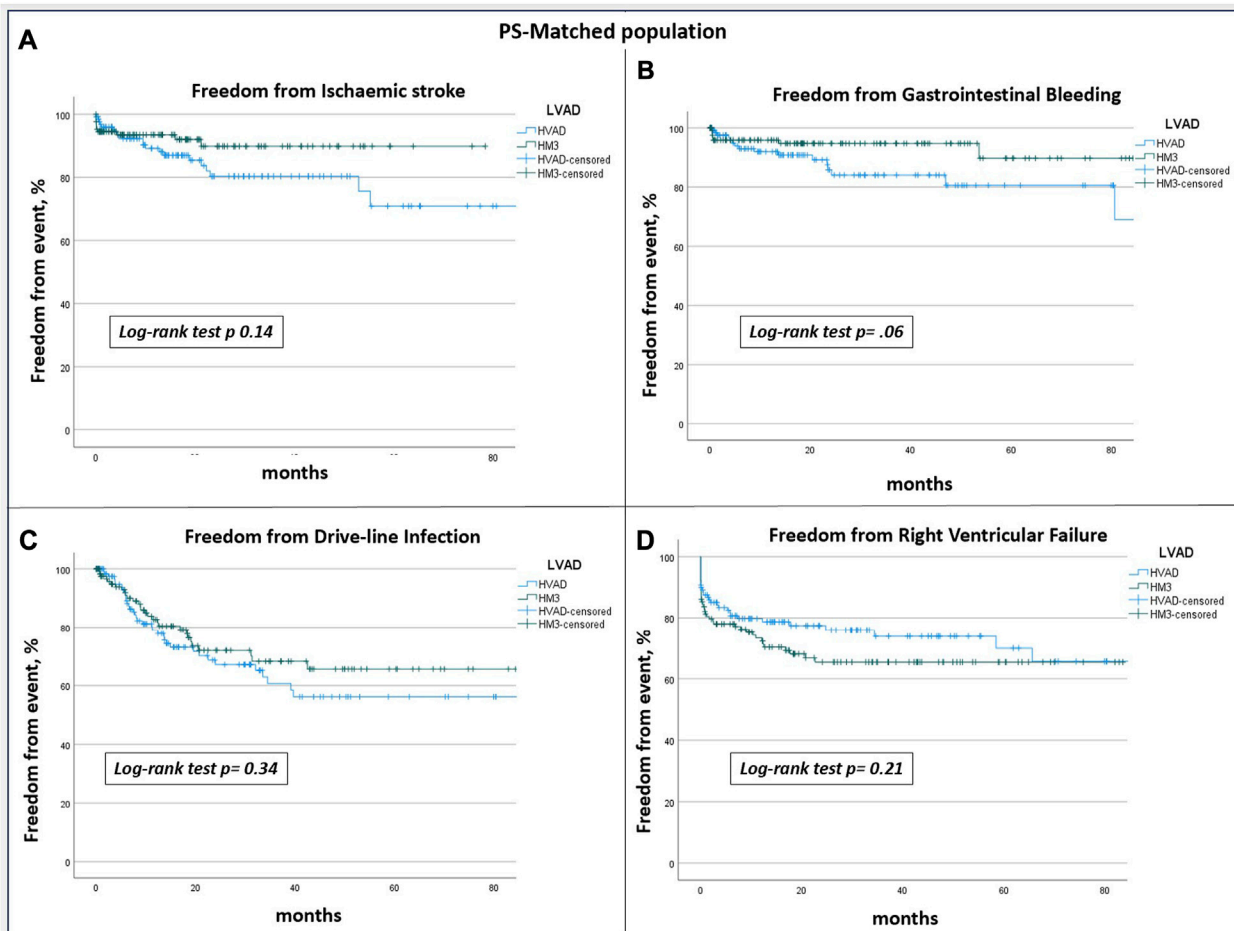 PS-Matched population
A
Freedom from Ischaemic stroke
LVAD
HVAD
HM3
HVAD-censored
HM3-censored
Freedom from event, %
100
80
60
40
20
0
Log-rank test p 0.14
0
80
months
B
Freedom from Gastrointestinal Bleeding
LVAD
HVAD
HM3
HVAD-censored
HM3-censored
Freedom from event, %
100
80
60
40
20
0
Log-rank test p= .06
0 20 40 60 80
months
C
Freedom from Drive-line Infection
LVAD
HVAD
HM3
HVAD-censored
HM3-censored
Freedom from event, %
100
80
60
40
20
0
Log-rank test p= 0.34
0 20 40 60 80
months
D
Freedom from Right Ventricular Failure
LVAD
HVAD
HM3
HVAD-censored
HM3-censored
Freedom from event, %
100
80
60
40
20
0
Log-rank test p= 0.21
0 20 40 60 80
months